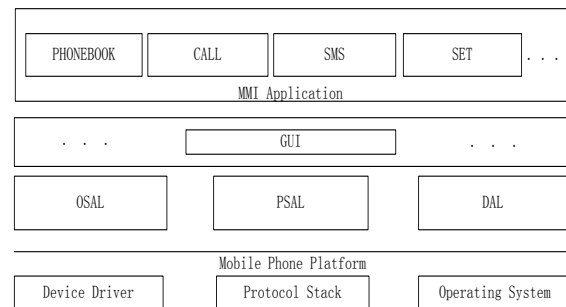 PHONEBOOK CALL SMS SET . . .
MMI Application
. . . GUI . . .
OSAL PSAL DAL
Mobile Phone Platform
Device Driver Protocol Stack Operating System